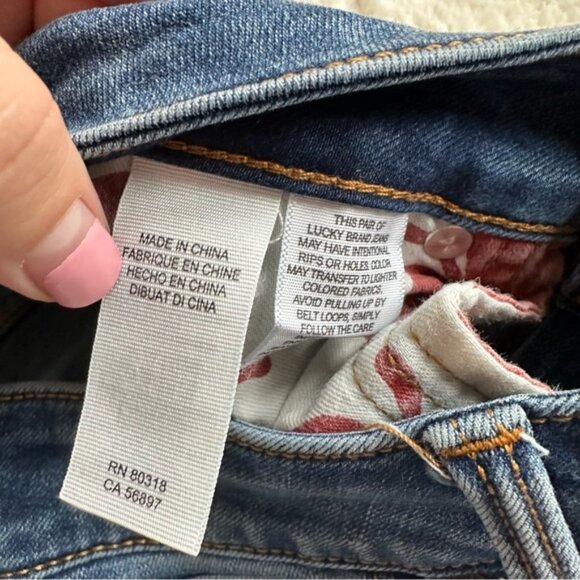 MADE IN CHINA
FABRIQUE EN CHINE
HECHO EN CHINA
DIBUAT DI CINA
RN 80318
CA 56897
THIS PAIR OF
LUCKY BRAND JEANS
MAY HAVE INTENTIONAL
RIPS OR HOLES. COLOR
MAY TRANSFER TO LIGHTER
COLORED FABRICS.
AVOID PULLING UP BY
BELT LOOPS, SIMPLY
FOLLOW THE CARE